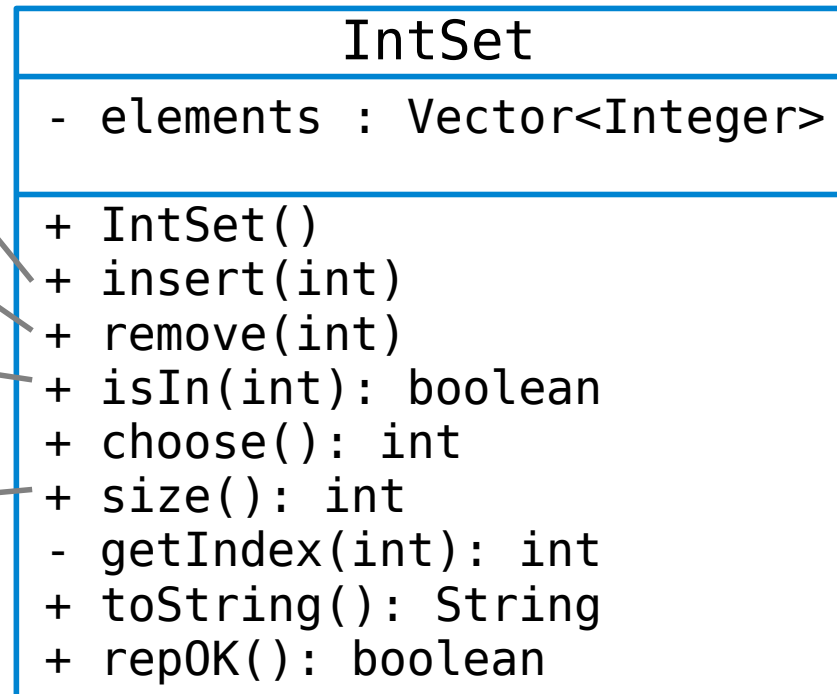 IntSet
- elements : Vector<Integer>
+ IntSet()
+ insert(int)
+ remove(int)
+ isIn(int): boolean
+ choose(): int
+ size(): int
- getIndex(int): int
+ toString(): String
+ repOK(): boolean